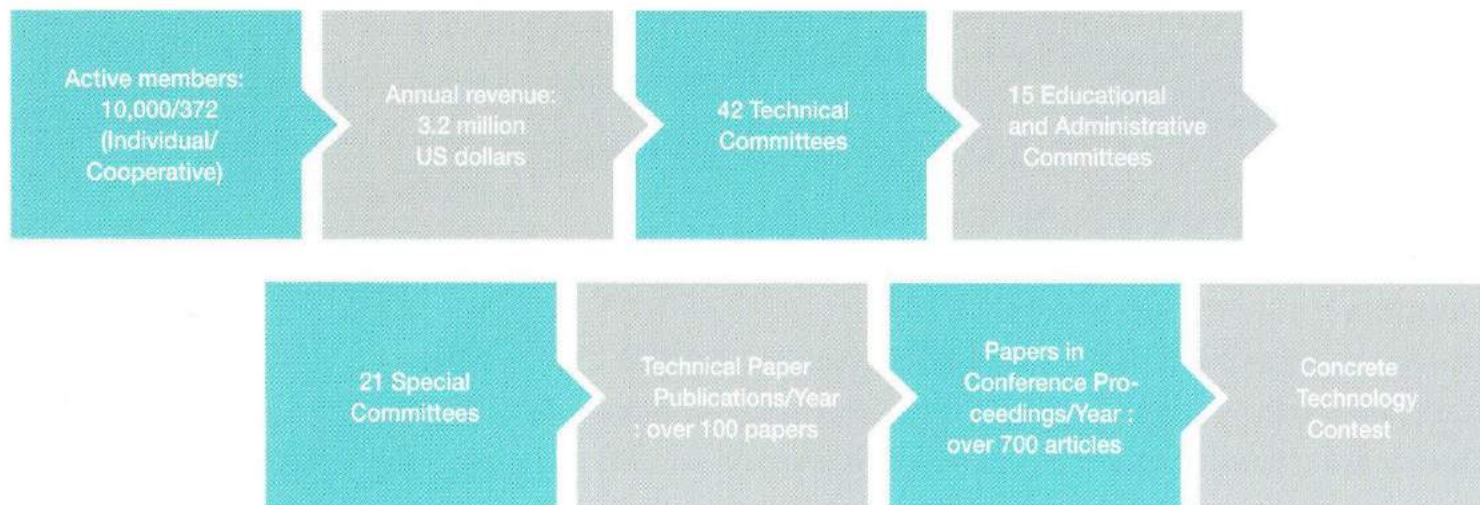 Active members:
10,000/372
(Individual/
Cooperative)
Annual revenue:
3.2 million
US dollars
42 Technical
Committees
15 Educational
and Administrative
Committees
21 Special
Committees
Technical Paper
Publications/Year
: over 100 papers
Papers in
Conference Pro-
ceedings/Year :
over 700 articles
Concrete
Technology
Contest